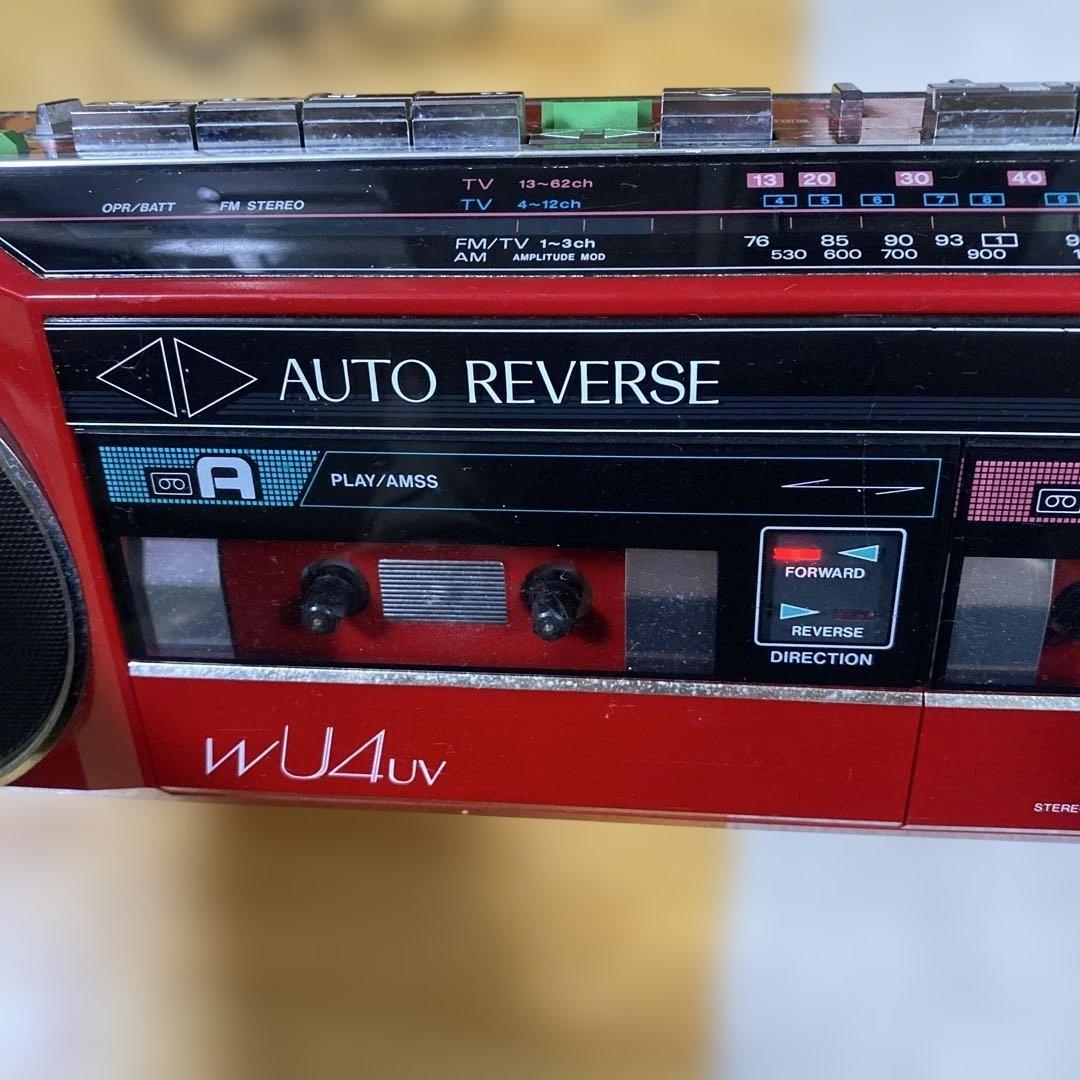 TV 13~62ch 13 20 30 40
OPR/BATT FM STEREO TV 4~12ch 4 5 6 7 8 9
FM/TV 1~3ch 76 85 90 93 1
AM AMPLITUDE MOD 530 600 700 900
AUTO REVERSE
A PLAY/AMSS
FORWARD
REVERSE
DIRECTION
WU4UV